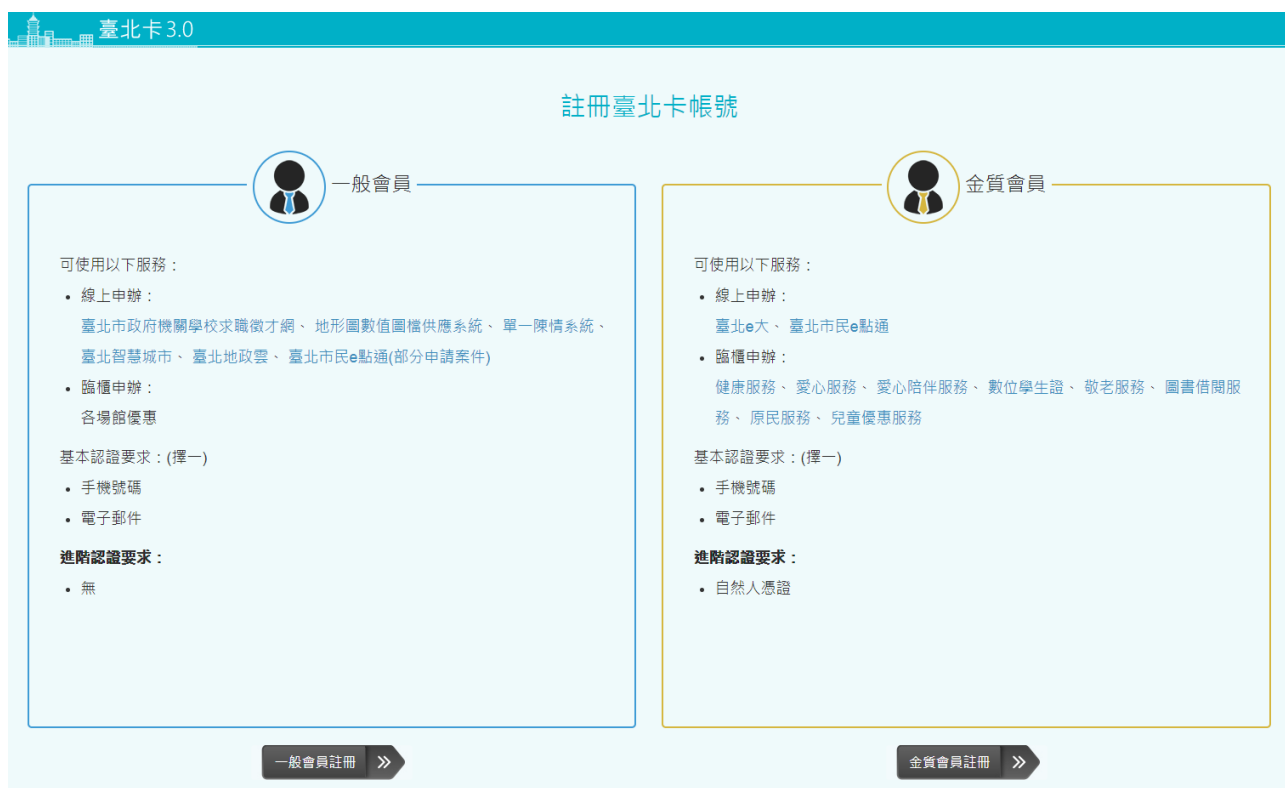 臺北卡3.0
註冊臺北卡帳號
一般會員
可使用以下服務：
• 線上申辦：
臺北市政府機關學校求職徵才網、 地形圖數值圖檔供應系統、 單一陳情系統、
臺北智慧城市、 臺北地政雲、 臺北市民e點通(部分申請案件)
• 臨櫃申辦：
各場館優惠
基本認證要求：(擇一)
• 手機號碼
• 電子郵件
進階認證要求：
• 無
一般會員註冊
金質會員
可使用以下服務：
• 線上申辦：
臺北e大、 臺北市民e點通
• 臨櫃申辦：
健康服務、 愛心服務、 愛心陪伴服務、 數位學生證、 敬老服務、 圖書借閱服
務、 原民服務、 兒童優惠服務
基本認證要求：(擇一)
• 手機號碼
• 電子郵件
進階認證要求：
• 自然人憑證
金質會員註冊